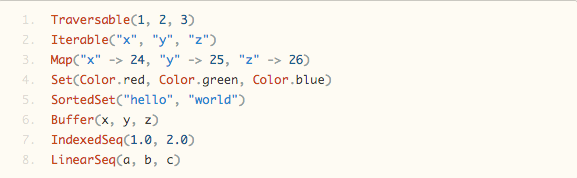 1. Traversable(1, 2, 3)
2. Iterable("x", "y", "z")
3. Map("x" -> 24, "y" -> 25, "z" -> 26)
4. Set(Color.red, Color.green, Color.blue)
5. SortedSet("hello", "world")
6. Buffer(x, y, z)
7. IndexedSeq(1.0, 2.0)
8. LinearSeq(a, b, c)